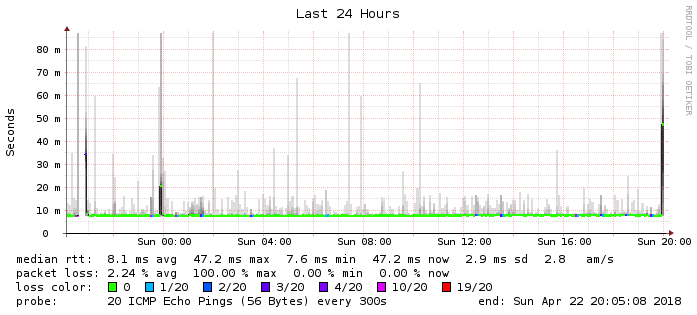 Last 24 Hours
RRDTOOL / TOBI OETIKER
Seconds
80 m
70 m
60 m
50 m
40 m
30 m
20 m
10 m
0
Sun 00:00 Sun 04:00 Sun 08:00 Sun 12:00 Sun 16:00 Sun 20:00
median rtt: 8.1 ms avg 47.2 ms max 7.6 ms min 47.2 ms now 2.9 ms sd 2.8 am/s
packet loss: 2.24 % avg 100.00 % max 0.00 % min 0.00 % now
loss color: 0 1/20 2/20 3/20 4/20 10/20 19/20
probe: 20 ICMP Echo Pings (56 Bytes) every 300s end: Sun Apr 22 20:05:08 2018